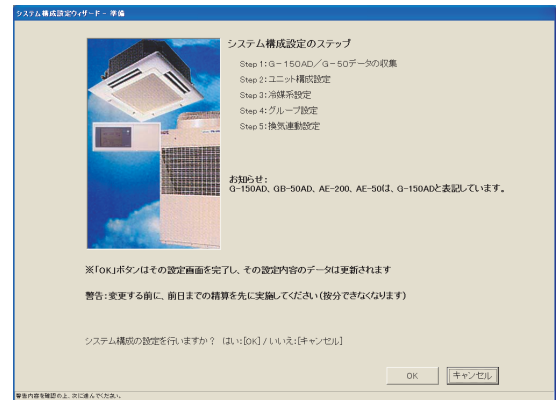 システム構成設定ウィザード - 準備
システム構成設定のステップ
Step 1:G-150AD/G-50データの収集
Step 2:ユニット構成設定
Step 3:冷媒系設定
Step 4:グループ設定
Step 5:換気連動設定
お知らせ:
G-150AD、GB-50AD、AE-200、AE-50は、G-150ADと表記しています。
※「OK」ボタンはその設定画面を完了し、その設定内容のデータは更新されます
警告:変更する前に、前日までの精算を先に実施してください(按分できなくなります)
システム構成の設定を行いますか? はい:[OK] / いいえ:[キャンセル]
OK キャンセル
警告内容を確認の上、次に進んでください。